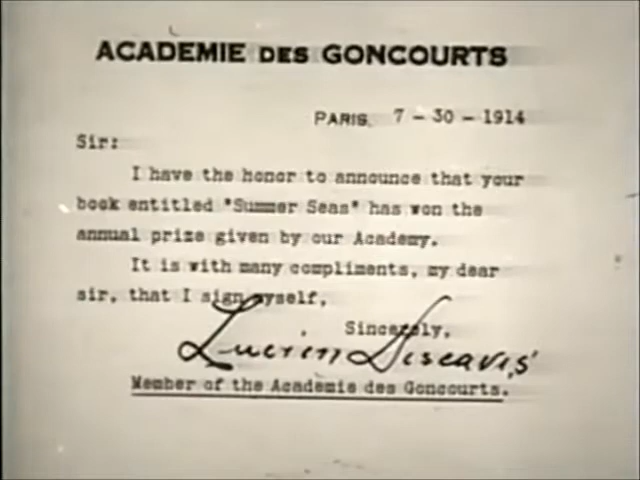 ACADEMIE DES GONCOURTS
PARIS 7 - 30 - 1914
Sir:
I have the honor to announce that your
book entitled "Summer Seas" has won the
annual prize given by our Academy.
It is with many compliments, my dear
sir, that I sign myself,
Sincerely,
Lucien Discavis
Member of the Academie des Goncourts.